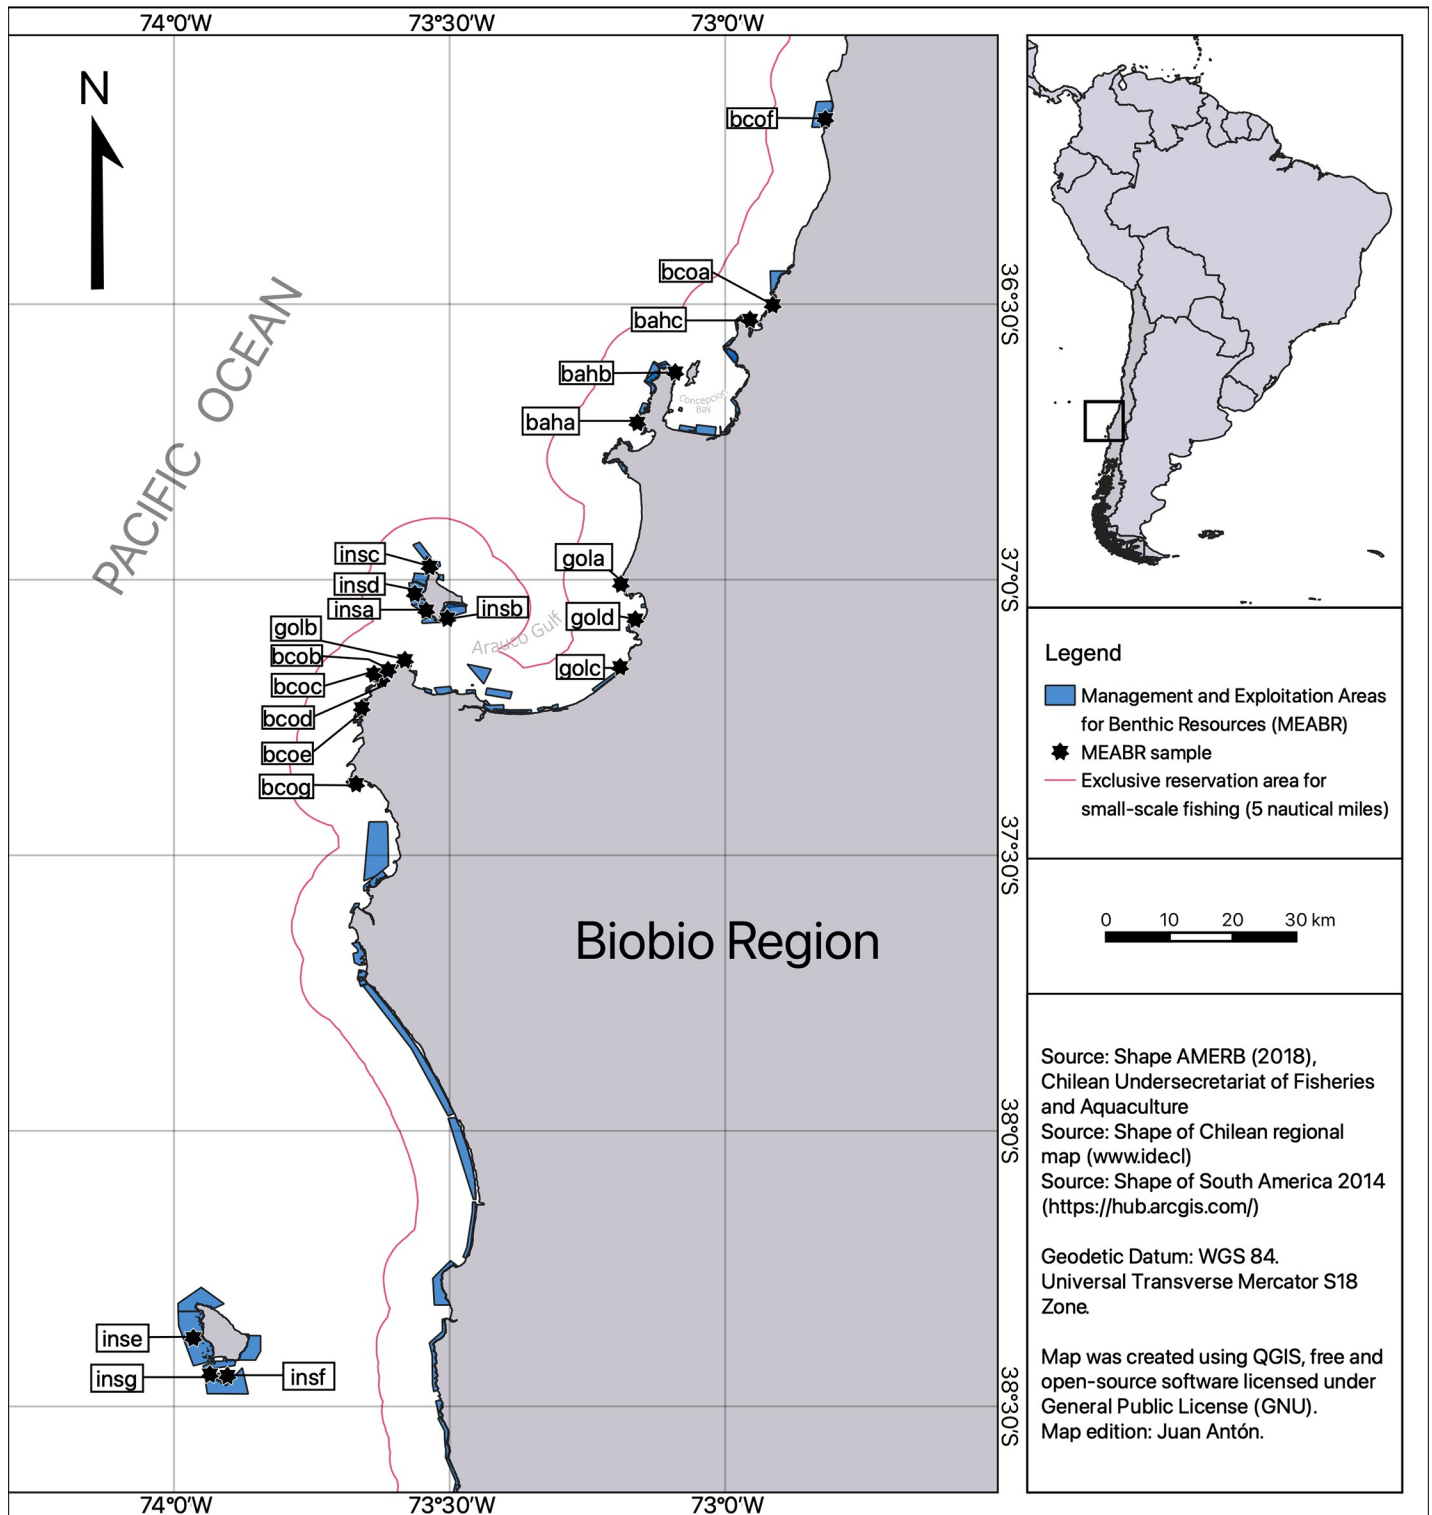 74°0'W 73°30'W 73°0'W
N
bcof
PACIFIC OCEAN
bcoa
36°30'S
bahc
bahb
Concepcion
Bay
baha
insc
gola
insd
37°0'S
insa
insb
gold
golb
Arauco Gulf
bcob
golc
bcoc
bcod
bcoe
bcog
37°30'S
Biobio Region
38°0'S
inse
insg
insf
38°30'S
74°0'W 73°30'W 73°0'W
Legend
Management and Exploitation Areas
for Benthic Resources (MEABR)
MEABR sample
Exclusive reservation area for
small-scale fishing (5 nautical miles)
0 10 20 30 km
Source: Shape AMERB (2018),
Chilean Undersecretariat of Fisheries
and Aquaculture
Source: Shape of Chilean regional
map (www.ide.cl)
Source: Shape of South America 2014
(https://hub.arcgis.com/)
Geodetic Datum: WGS 84.
Universal Transverse Mercator S18
Zone.
Map was created using QGIS, free and
open-source software licensed under
General Public License (GNU).
Map edition: Juan Antón.